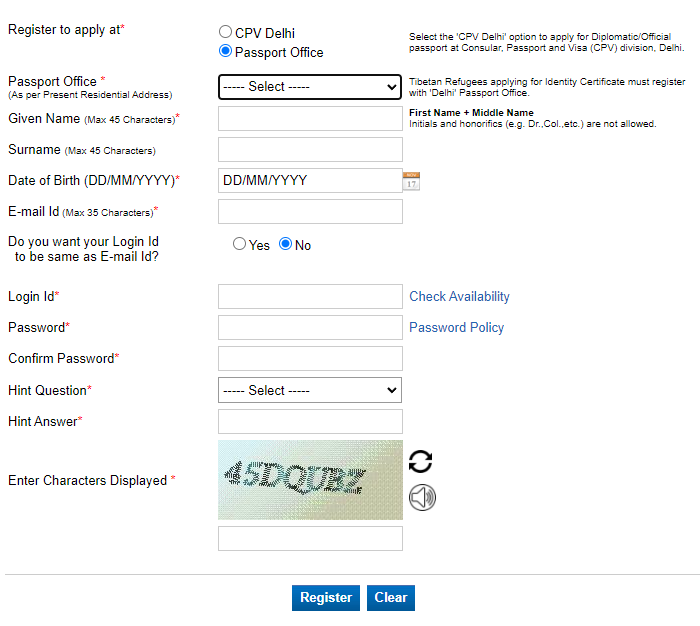 Register to apply at*
CPV Delhi
Passport Office
Select the 'CPV Delhi' option to apply for Diplomatic/Official
passport at Consular, Passport and Visa (CPV) division, Delhi.
Passport Office *
(As per Present Residential Address)
----- Select -----
Tibetan Refugees applying for Identity Certificate must register
with 'Delhi' Passport Office.
Given Name (Max 45 Characters)*
First Name + Middle Name
Initials and honorifics (e.g. Dr.,Col.,etc.) are not allowed.
Surname (Max 45 Characters)
Date of Birth (DD/MM/YYYY)*
DD/MM/YYYY
NOV
17
E-mail Id (Max 35 Characters)*
Do you want your Login Id
to be same as E-mail Id?
Yes No
Login Id*
Check Availability
Password*
Password Policy
Confirm Password*
Hint Question*
----- Select -----
Hint Answer*
Enter Characters Displayed *
Register Clear